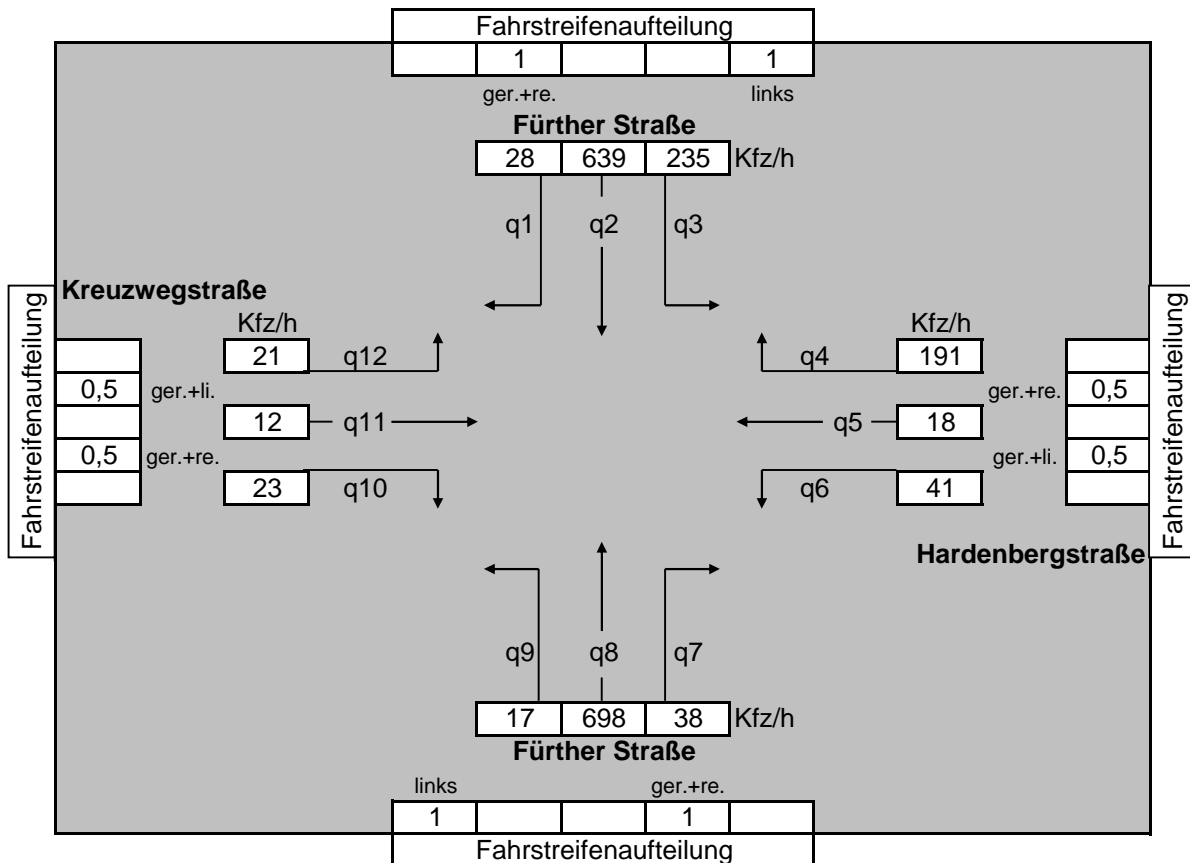 Fahrstreifenaufteilung
1 1
ger.+re. links
Fürther Straße
28 639 235 Kfz/h
q1 q2 q3
Fahrstreifenaufteilung
Kreuzwegstraße
Kfz/h
21 q12
0,5 ger.+li.
12 q11
0,5 ger.+re.
23 q10
Kfz/h
q4 191
ger.+re. 0,5
q5 18
ger.+li. 0,5
q6 41
Hardenbergstraße
Fahrstreifenaufteilung
q9 q8 q7
17 698 38 Kfz/h
Fürther Straße
links ger.+re.
1 1
Fahrstreifenaufteilung